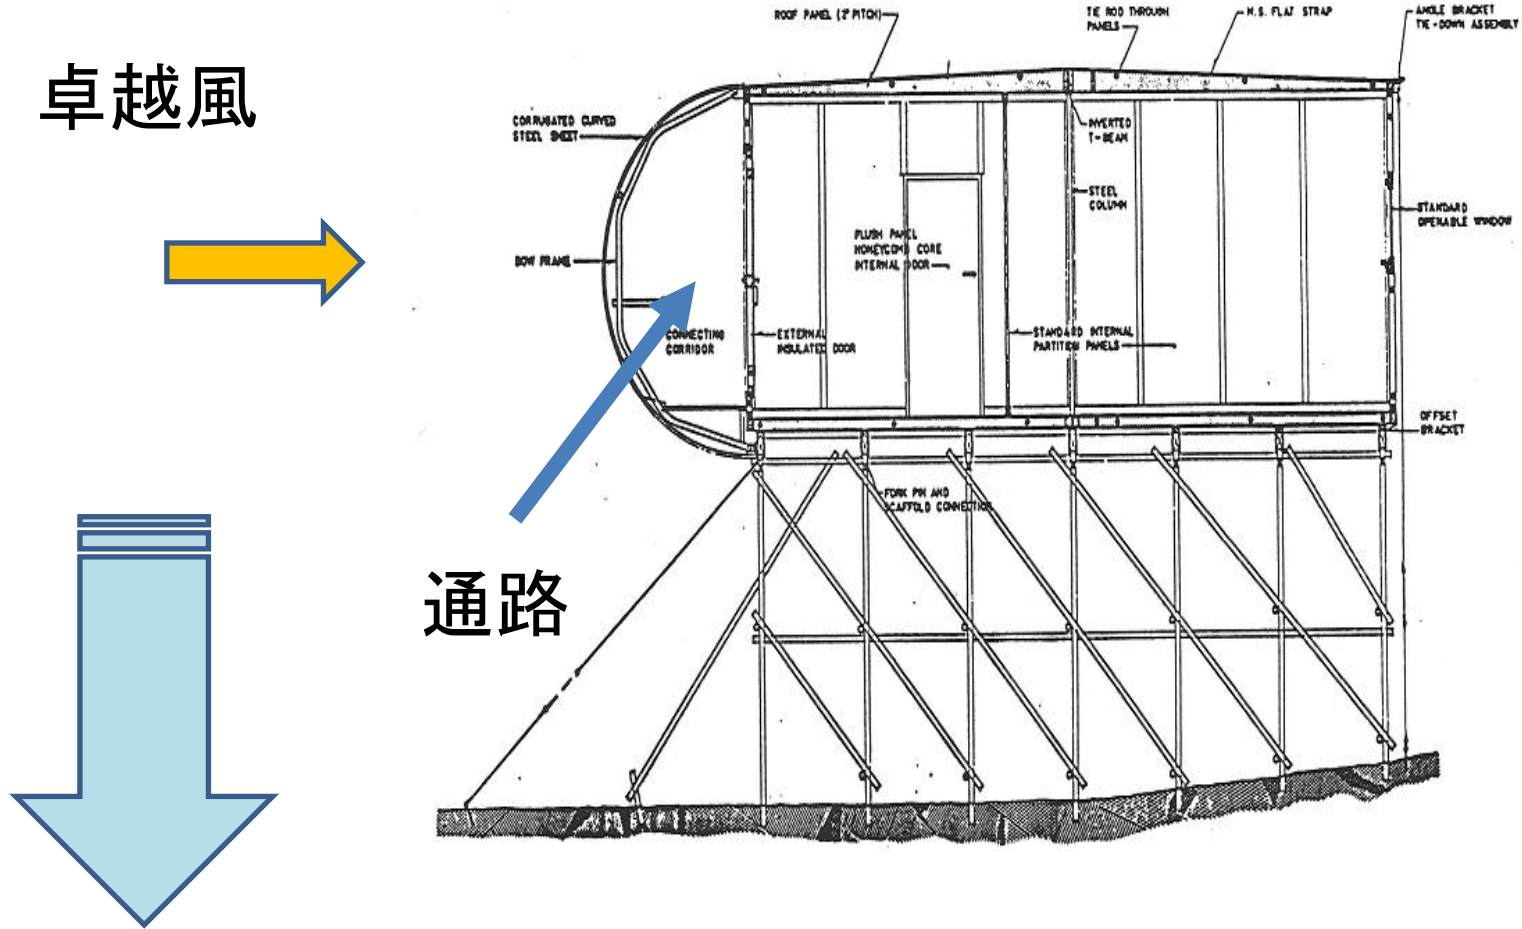 ROOF PANEL (2° PITCH)
TIE ROD THROUGH
PANELS
M.S. FLAT STRAP
ANGLE BRACKET
TIE-DOWN ASSEMBLY
卓越風
CORRUGATED CURVED
STEEL SHEET
INVERTED
T-BEAM
STEEL
COLUMN
STANDARD
OPENABLE WINDOW
FLUSH PANEL
HONEYCOMB CORE
INTERNAL DOOR
BOW FRAME
CONNECTING
CORRIDOR
EXTERNAL
INSULATED DOOR
STANDARD INTERNAL
PARTITION PANELS
OFFSET
BRACKET
FORK PIN AND
SCAFFOLD CONNECTION
通路